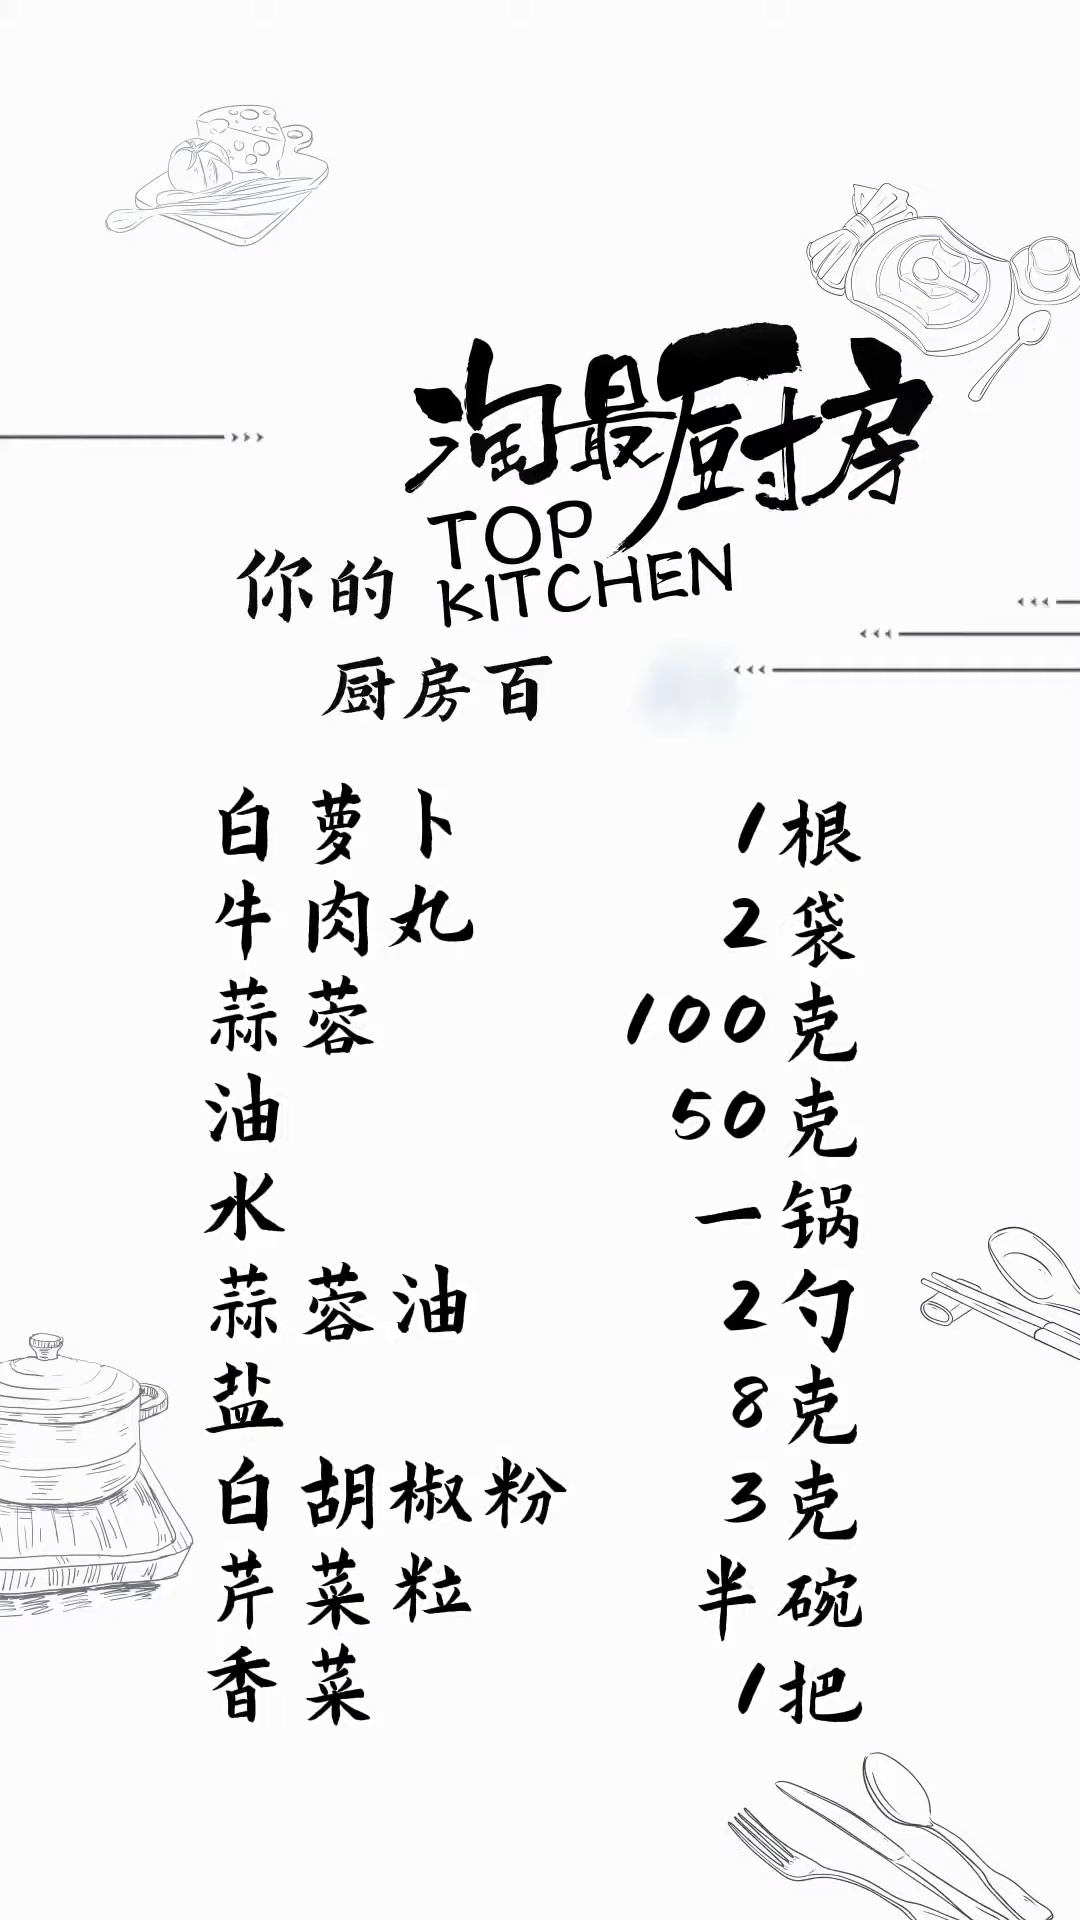 淘最厨房
TOP
KITCHEN
你的
厨房百
白萝卜 1根
牛肉丸 2袋
蒜蓉 100克
油 50克
水 一锅
蒜蓉油 2勺
盐 8克
白胡椒粉 3克
芹菜粒 半碗
香菜 1把